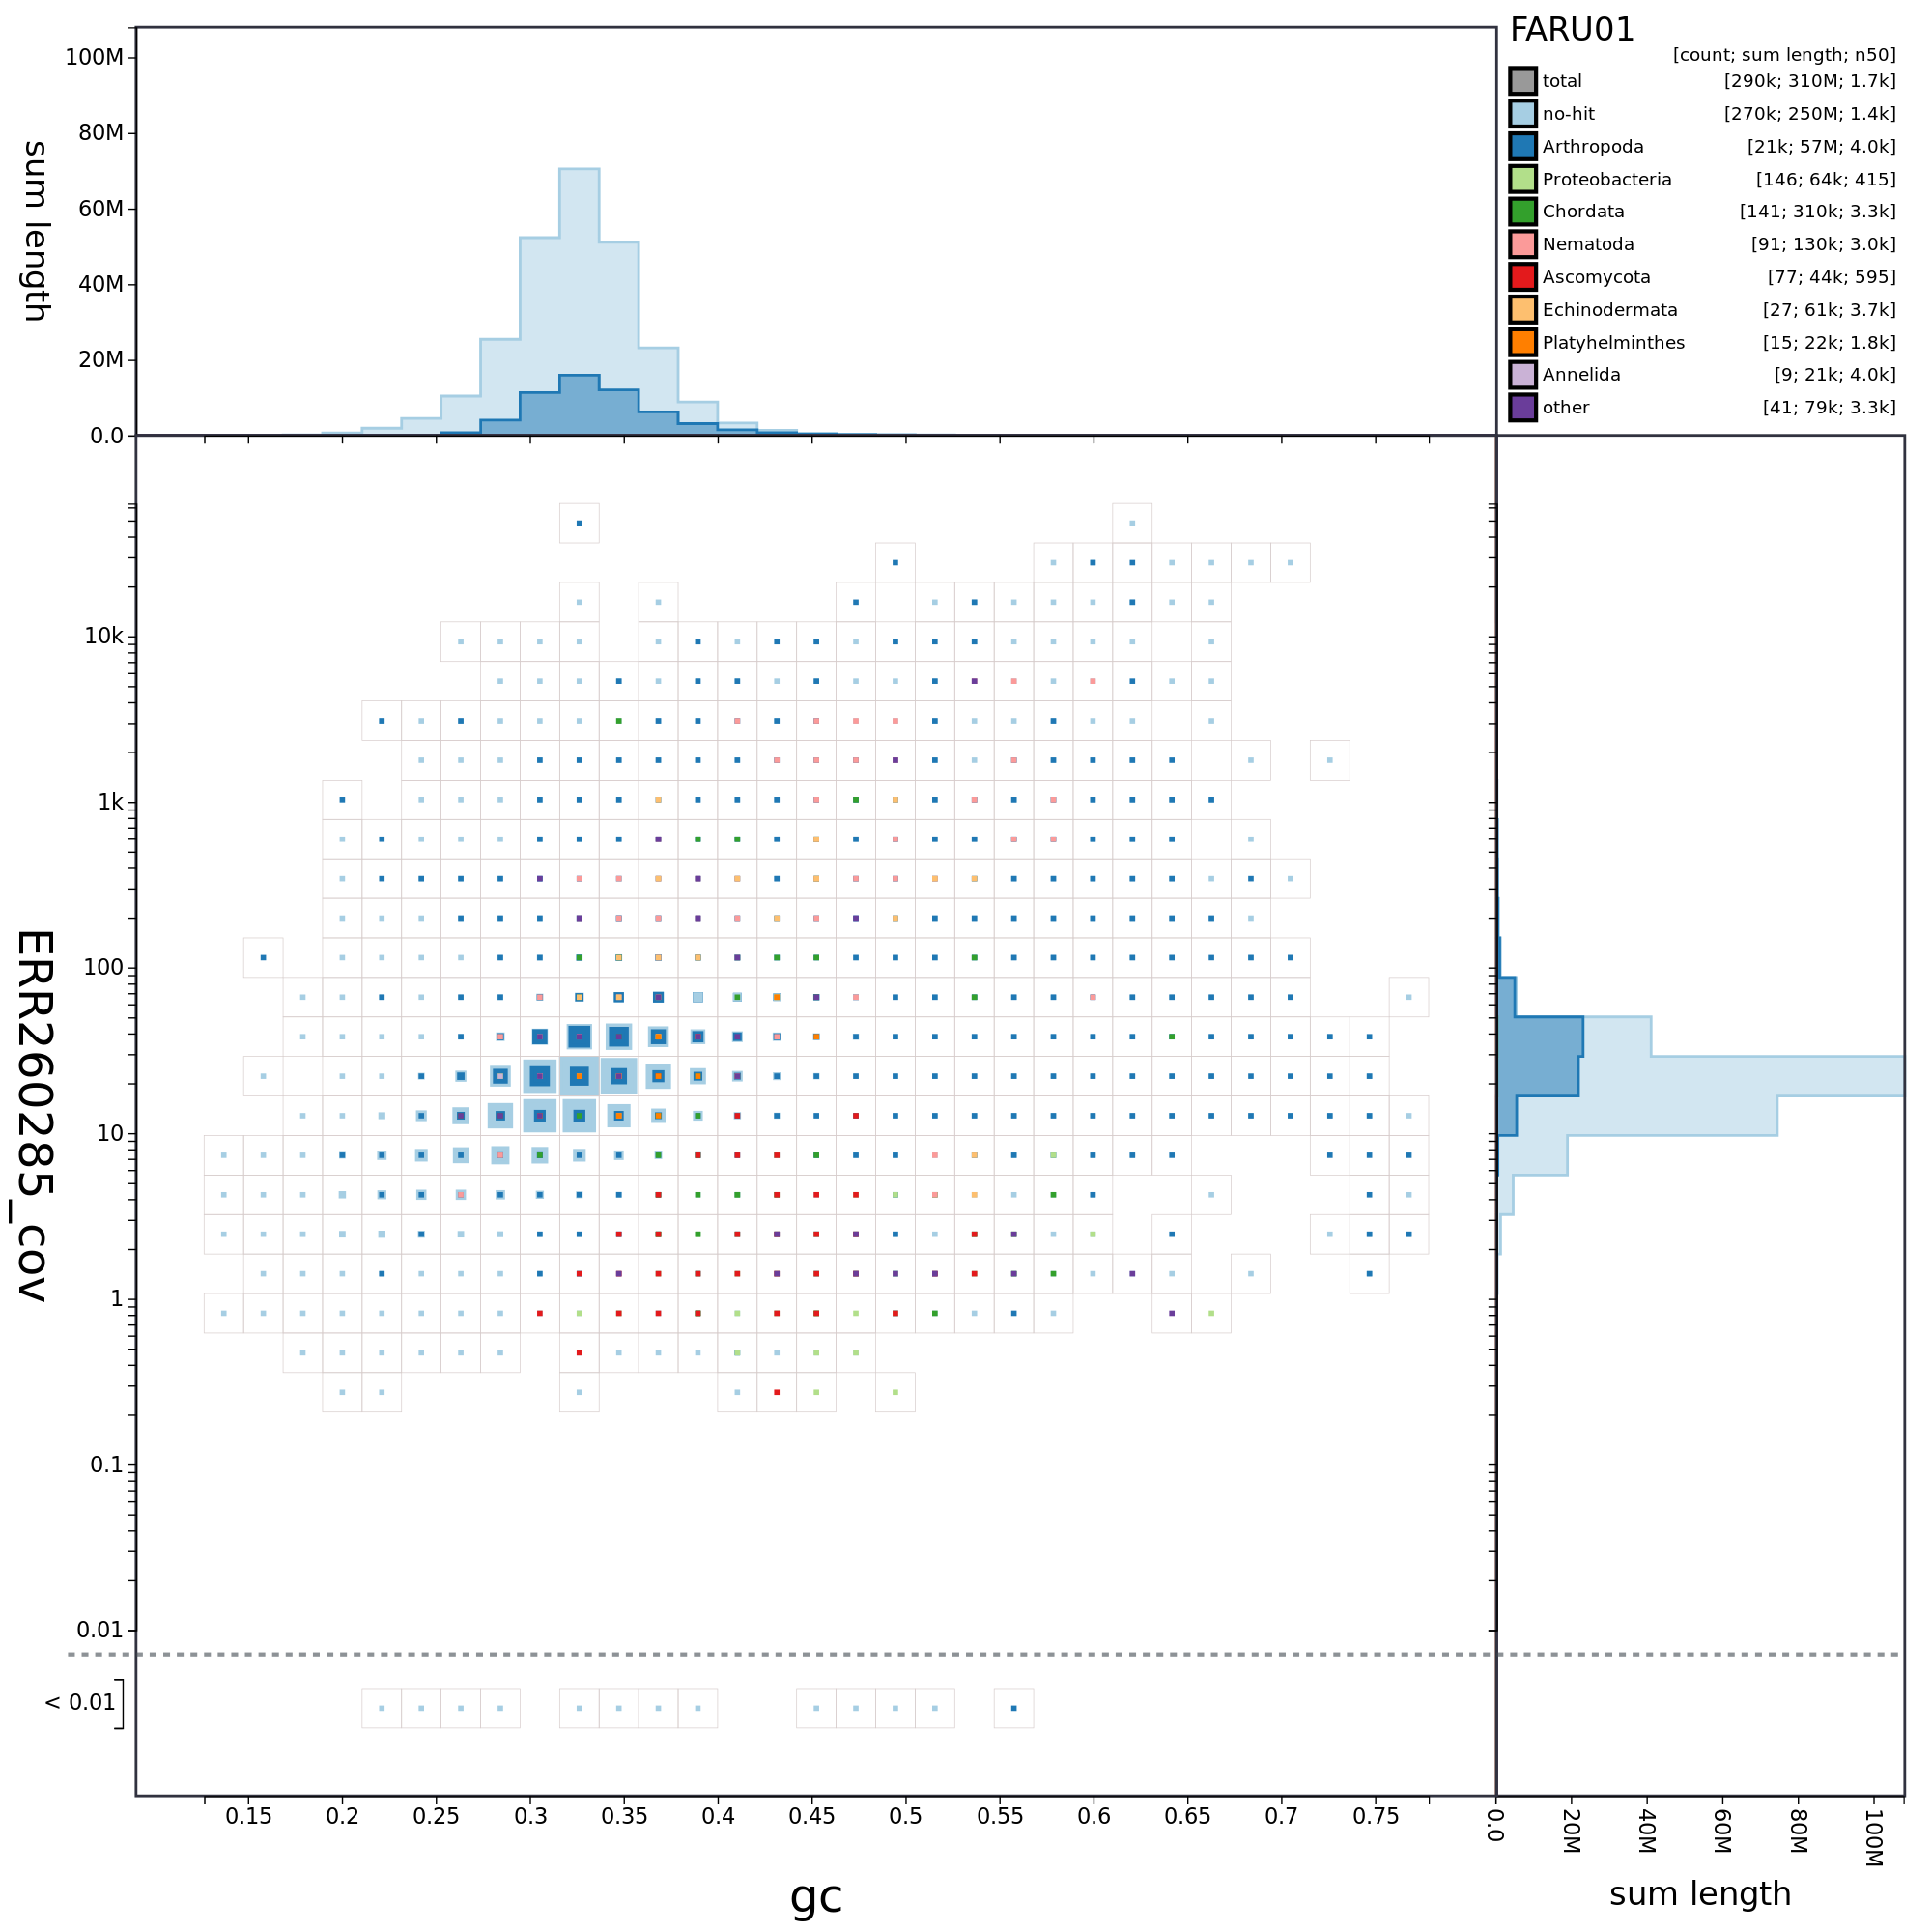 FARU01
[count; sum length; n50]
total [290k; 310M; 1.7k]
no-hit [270k; 250M; 1.4k]
Arthropoda [21k; 57M; 4.0k]
Proteobacteria [146; 64k; 415]
Chordata [141; 310k; 3.3k]
Nematoda [91; 130k; 3.0k]
Ascomycota [77; 44k; 595]
Echinodermata [27; 61k; 3.7k]
Platyhelminthes [15; 22k; 1.8k]
Annelida [9; 21k; 4.0k]
other [41; 79k; 3.3k]
sum length
100M
80M
60M
40M
20M
0.0
ERR260285_cov
10k
1k
100
10
1
0.1
0.01
< 0.01
0.15 0.2 0.25 0.3 0.35 0.4 0.45 0.5 0.55 0.6 0.65 0.7 0.75
gc
0.0 20M 40M 60M 80M 100M
sum length